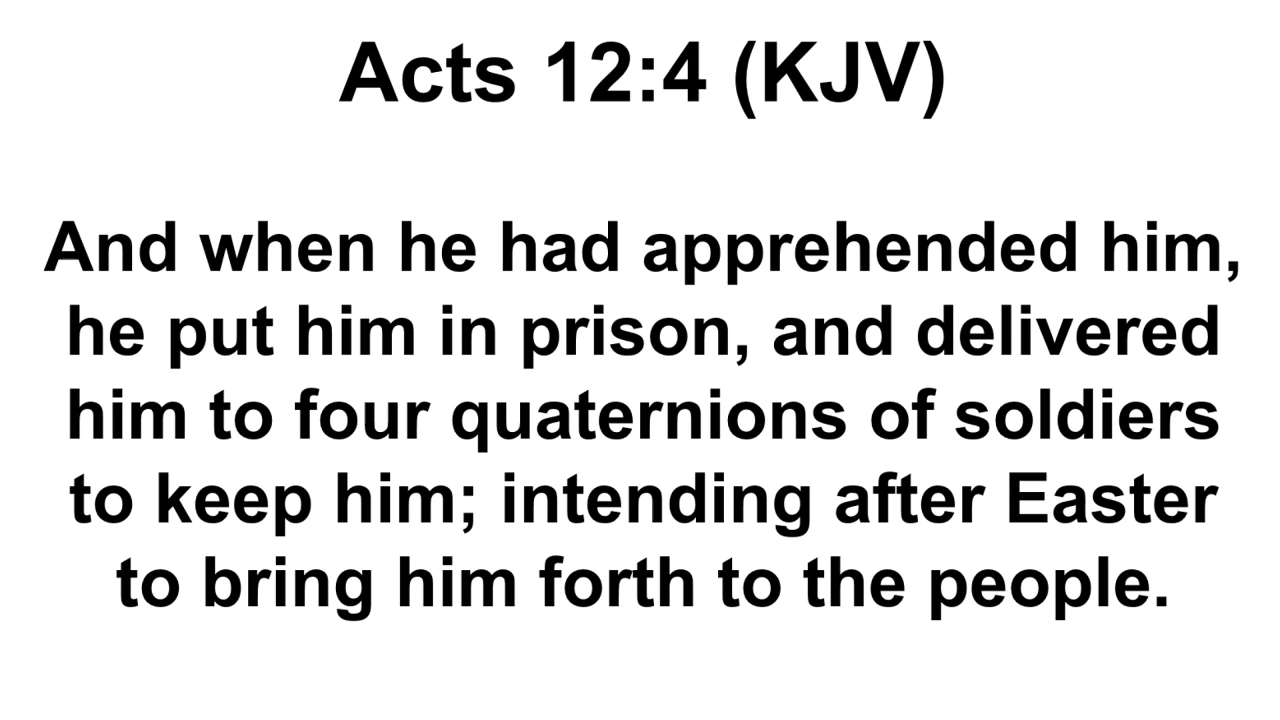 Acts 12:4 (KJV)
And when he had apprehended him,
he put him in prison, and delivered
him to four quaternions of soldiers
to keep him; intending after Easter
to bring him forth to the people.